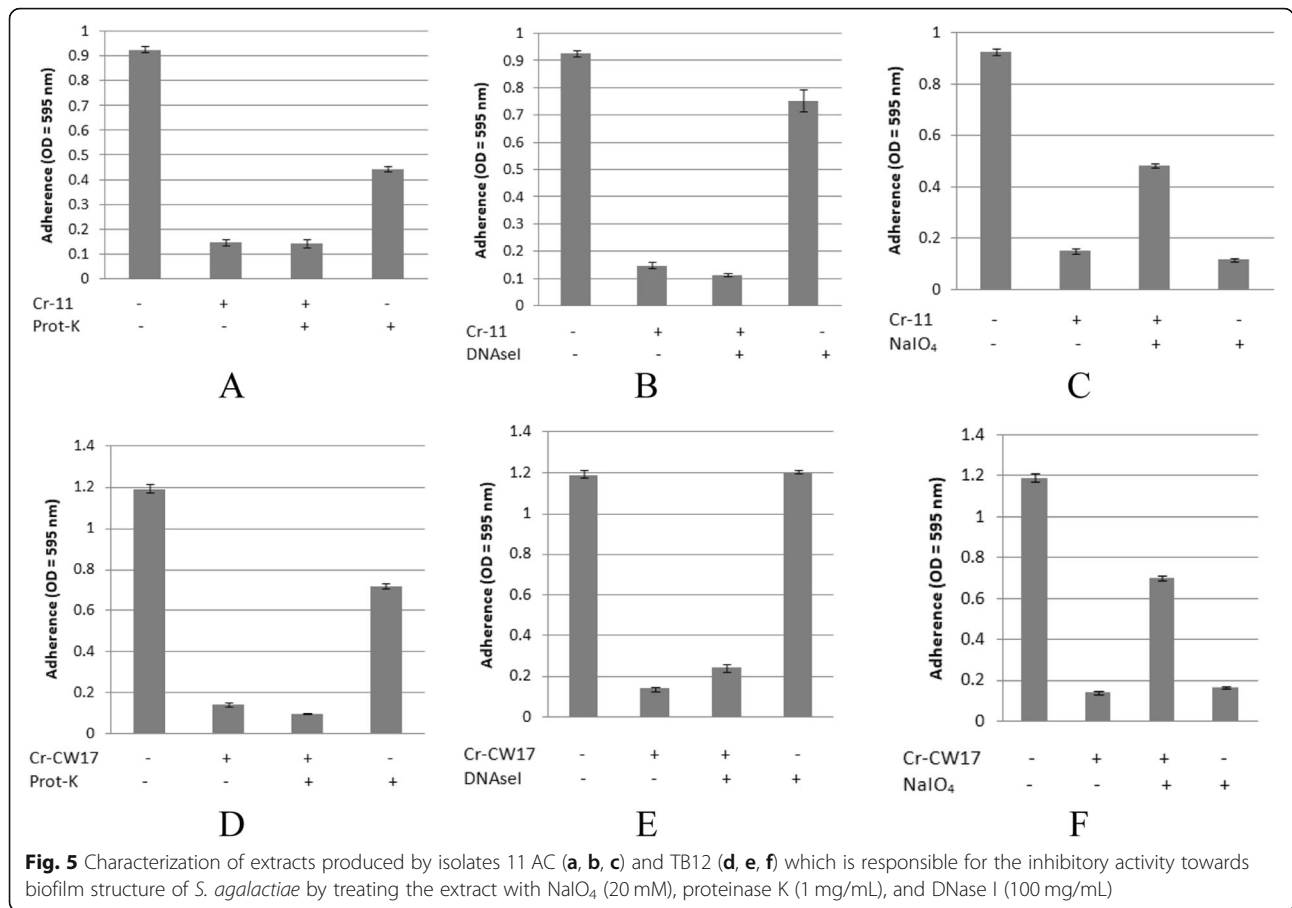 Adherence (OD = 595 nm)
1
0.9
0.8
0.7
0.6
0.5
0.4
0.3
0.2
0.1
0
Cr-11 - + + -
Prot-K - - + +
A
Adherence (OD = 595 nm)
1
0.9
0.8
0.7
0.6
0.5
0.4
0.3
0.2
0.1
0
Cr-11 - + + -
DNAseI - - + +
B
Adherence (OD = 595 nm)
1
0.8
0.6
0.4
0.2
0
Cr-11 - + + -
NaIO₄ - - + +
C
Adherence (OD = 595 nm)
1.4
1.2
1
0.8
0.6
0.4
0.2
0
Cr-CW17 - + + -
Prot-K - - + +
D
Adherence (OD = 595 nm)
1.4
1.2
1
0.8
0.6
0.4
0.2
0
Cr-CW17 - + + -
DNAseI - - + +
E
Adherence (OD = 595 nm)
1.4
1.2
1
0.8
0.6
0.4
0.2
0
Cr-CW17 - + + -
NaIO₄ - - + +
F
Fig. 5 Characterization of extracts produced by isolates 11 AC (a, b, c) and TB12 (d, e, f) which is responsible for the inhibitory activity towards
biofilm structure of S. agalactiae by treating the extract with NaIO₄ (20 mM), proteinase K (1 mg/mL), and DNase I (100 mg/mL)